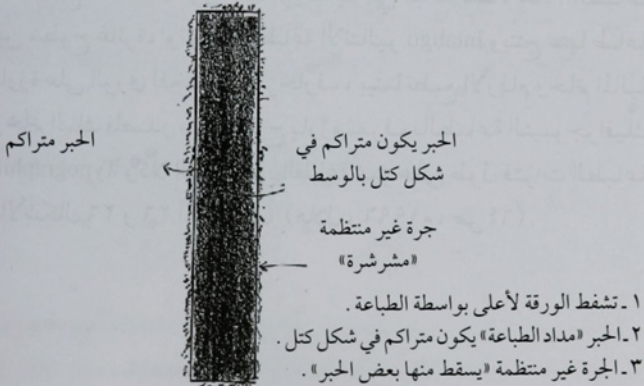 الحبر متراكم
الحبر يكون متراكم في
شكل كتل بالوسط
جرة غير منتظمة
«مشرشرة»
١ ـ تشفط الورقة لأعلى بواسطة الطباعة .
٢ ـ الحبر «مداد الطباعة» يكون متراكم في شكل كتل .
٣ ـ الجرة غير منتظمة «يسقط منها بعض الحبر» .